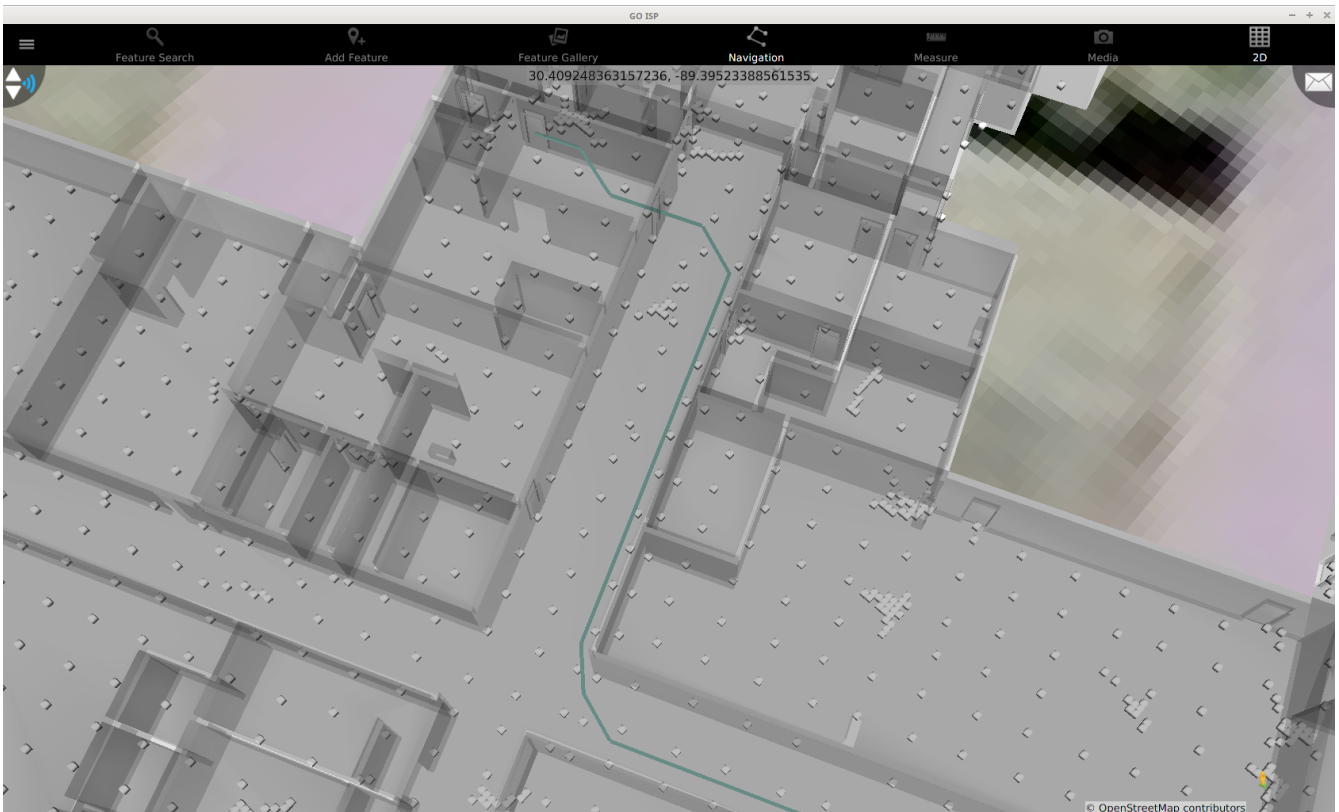 GO ISP
Feature Search
Add Feature
Feature Gallery
Navigation
Measure
Media
2D
30.409248363157236, -89.39523388561535
© OpenStreetMap contributors